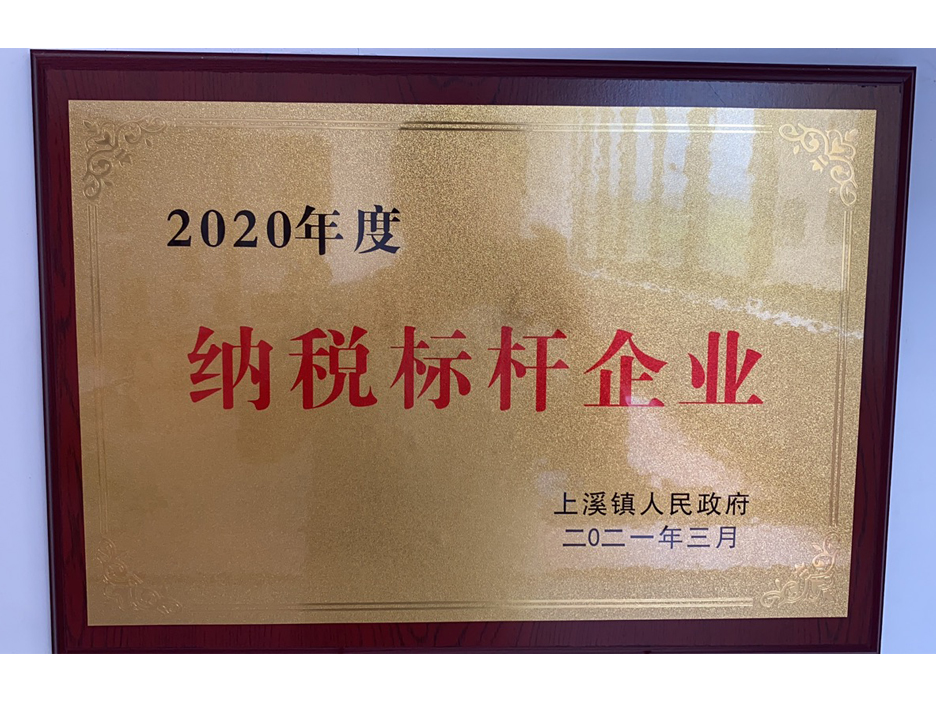 2020年度
纳税标杆企业
上溪镇人民政府
二0二一年三月